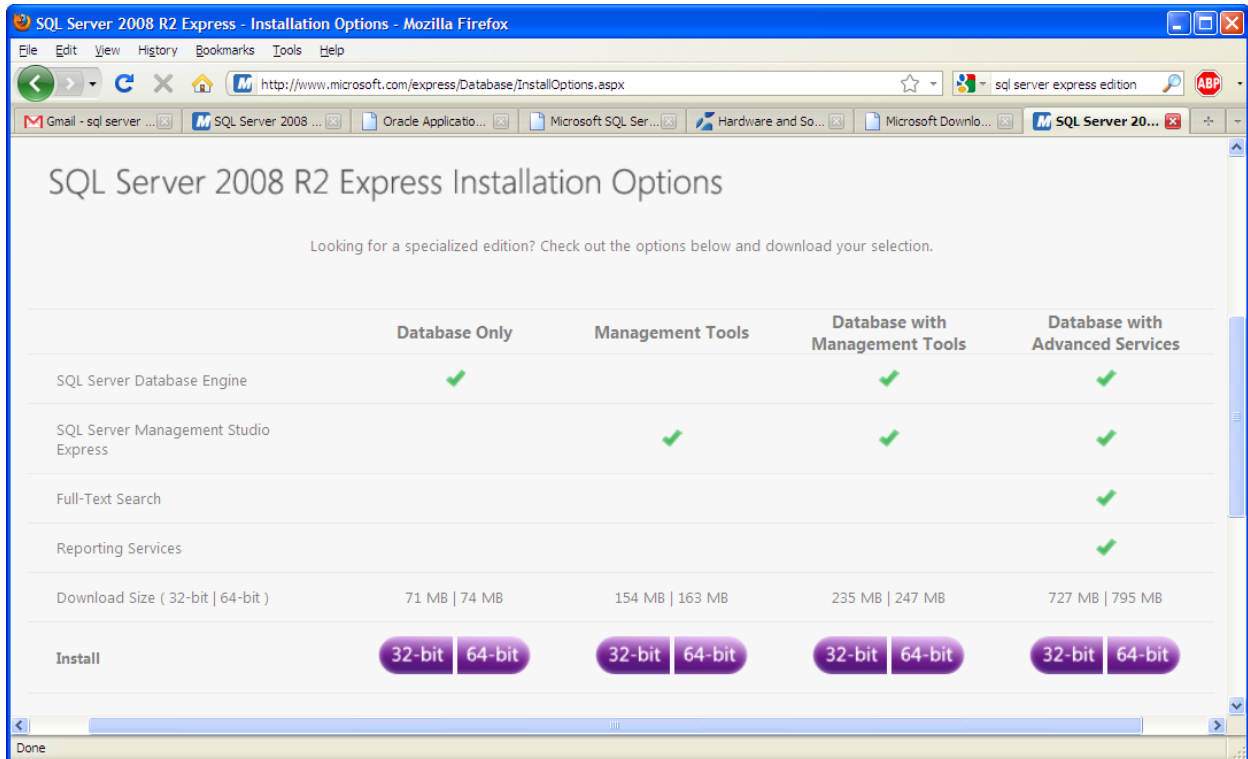 SQL Server 2008 R2 Express - Installation Options - Mozilla Firefox
File Edit View History Bookmarks Tools Help
http://www.microsoft.com/express/Database/InstallOptions.aspx sql server express edition ABP
Gmail - sql server ... SQL Server 2008 ... Oracle Applicatio... Microsoft SQL Ser... Hardware and So... Microsoft Downlo... SQL Server 20...
SQL Server 2008 R2 Express Installation Options
Looking for a specialized edition? Check out the options below and download your selection.
Database Only Management Tools Database with Management Tools Database with Advanced Services
SQL Server Database Engine
SQL Server Management Studio
Express
Full-Text Search
Reporting Services
Download Size ( 32-bit | 64-bit ) 71 MB | 74 MB 154 MB | 163 MB 235 MB | 247 MB 727 MB | 795 MB
Install 32-bit 64-bit 32-bit 64-bit 32-bit 64-bit 32-bit 64-bit
Done